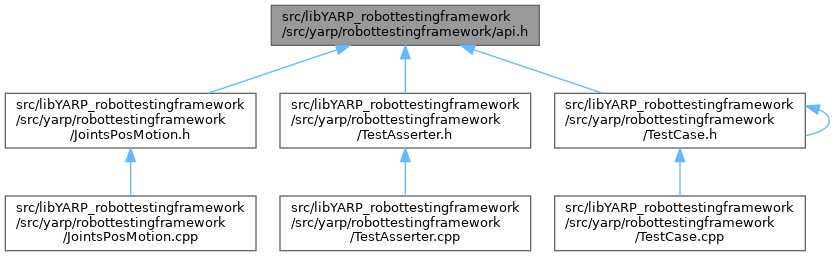 src/libYARP_robottestingframework
/src/yarp/robottestingframework/api.h
src/libYARP_robottestingframework
/src/yarp/robottestingframework
/JointsPosMotion.h
src/libYARP_robottestingframework
/src/yarp/robottestingframework
/TestAsserter.h
src/libYARP_robottestingframework
/src/yarp/robottestingframework
/TestCase.h
src/libYARP_robottestingframework
/src/yarp/robottestingframework
/JointsPosMotion.cpp
src/libYARP_robottestingframework
/src/yarp/robottestingframework
/TestAsserter.cpp
src/libYARP_robottestingframework
/src/yarp/robottestingframework
/TestCase.cpp